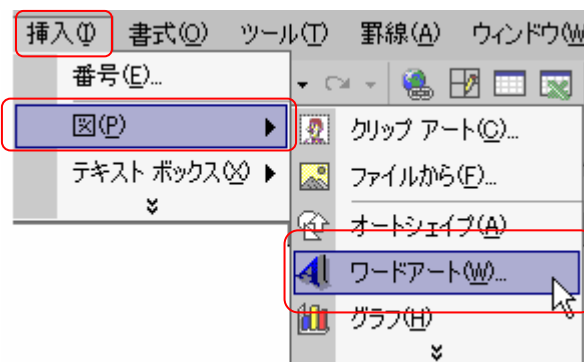 挿入(I) 書式(O) ツール(T) 罫線(A) ウィンドウ(W
番号(E)...
図(P)
テキスト ボックス(X)
クリップ アート(C)...
ファイルから(F)...
オートシェイプ(A)
ワードアート(W)...
グラフ(H)